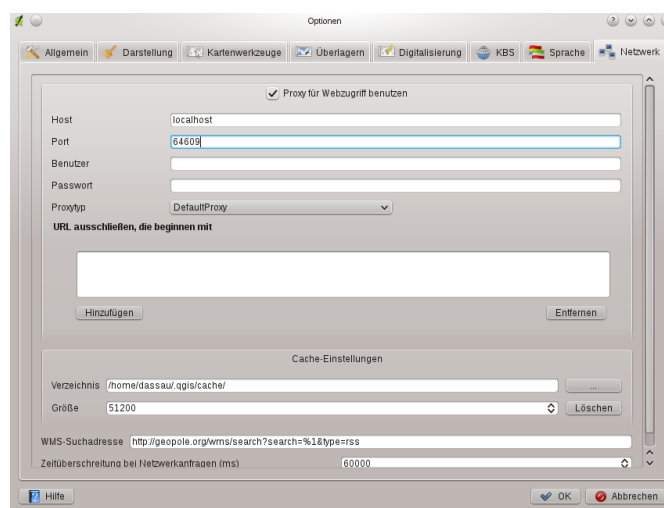 Optionen
Allgemein Darstellung Kartenwerkzeuge Überlagern Digitalisierung KBS Sprache Netzwerk
Proxy für Webzugriff benutzen
Host localhost
Port 64609
Benutzer
Passwort
Proxytyp DefaultProxy
URL ausschließen, die beginnen mit
Hinzufügen Entfernen
Cache-Einstellungen
Verzeichnis /home/dassau/.qgis/cache/ ...
Größe 51200 Löschen
WMS-Suchadresse http://geopole.org/wms/search?search=%1&type=rss
Zeitüberschreitung bei Netzwerkanfragen (ms) 60000
Hilfe OK Abbrechen